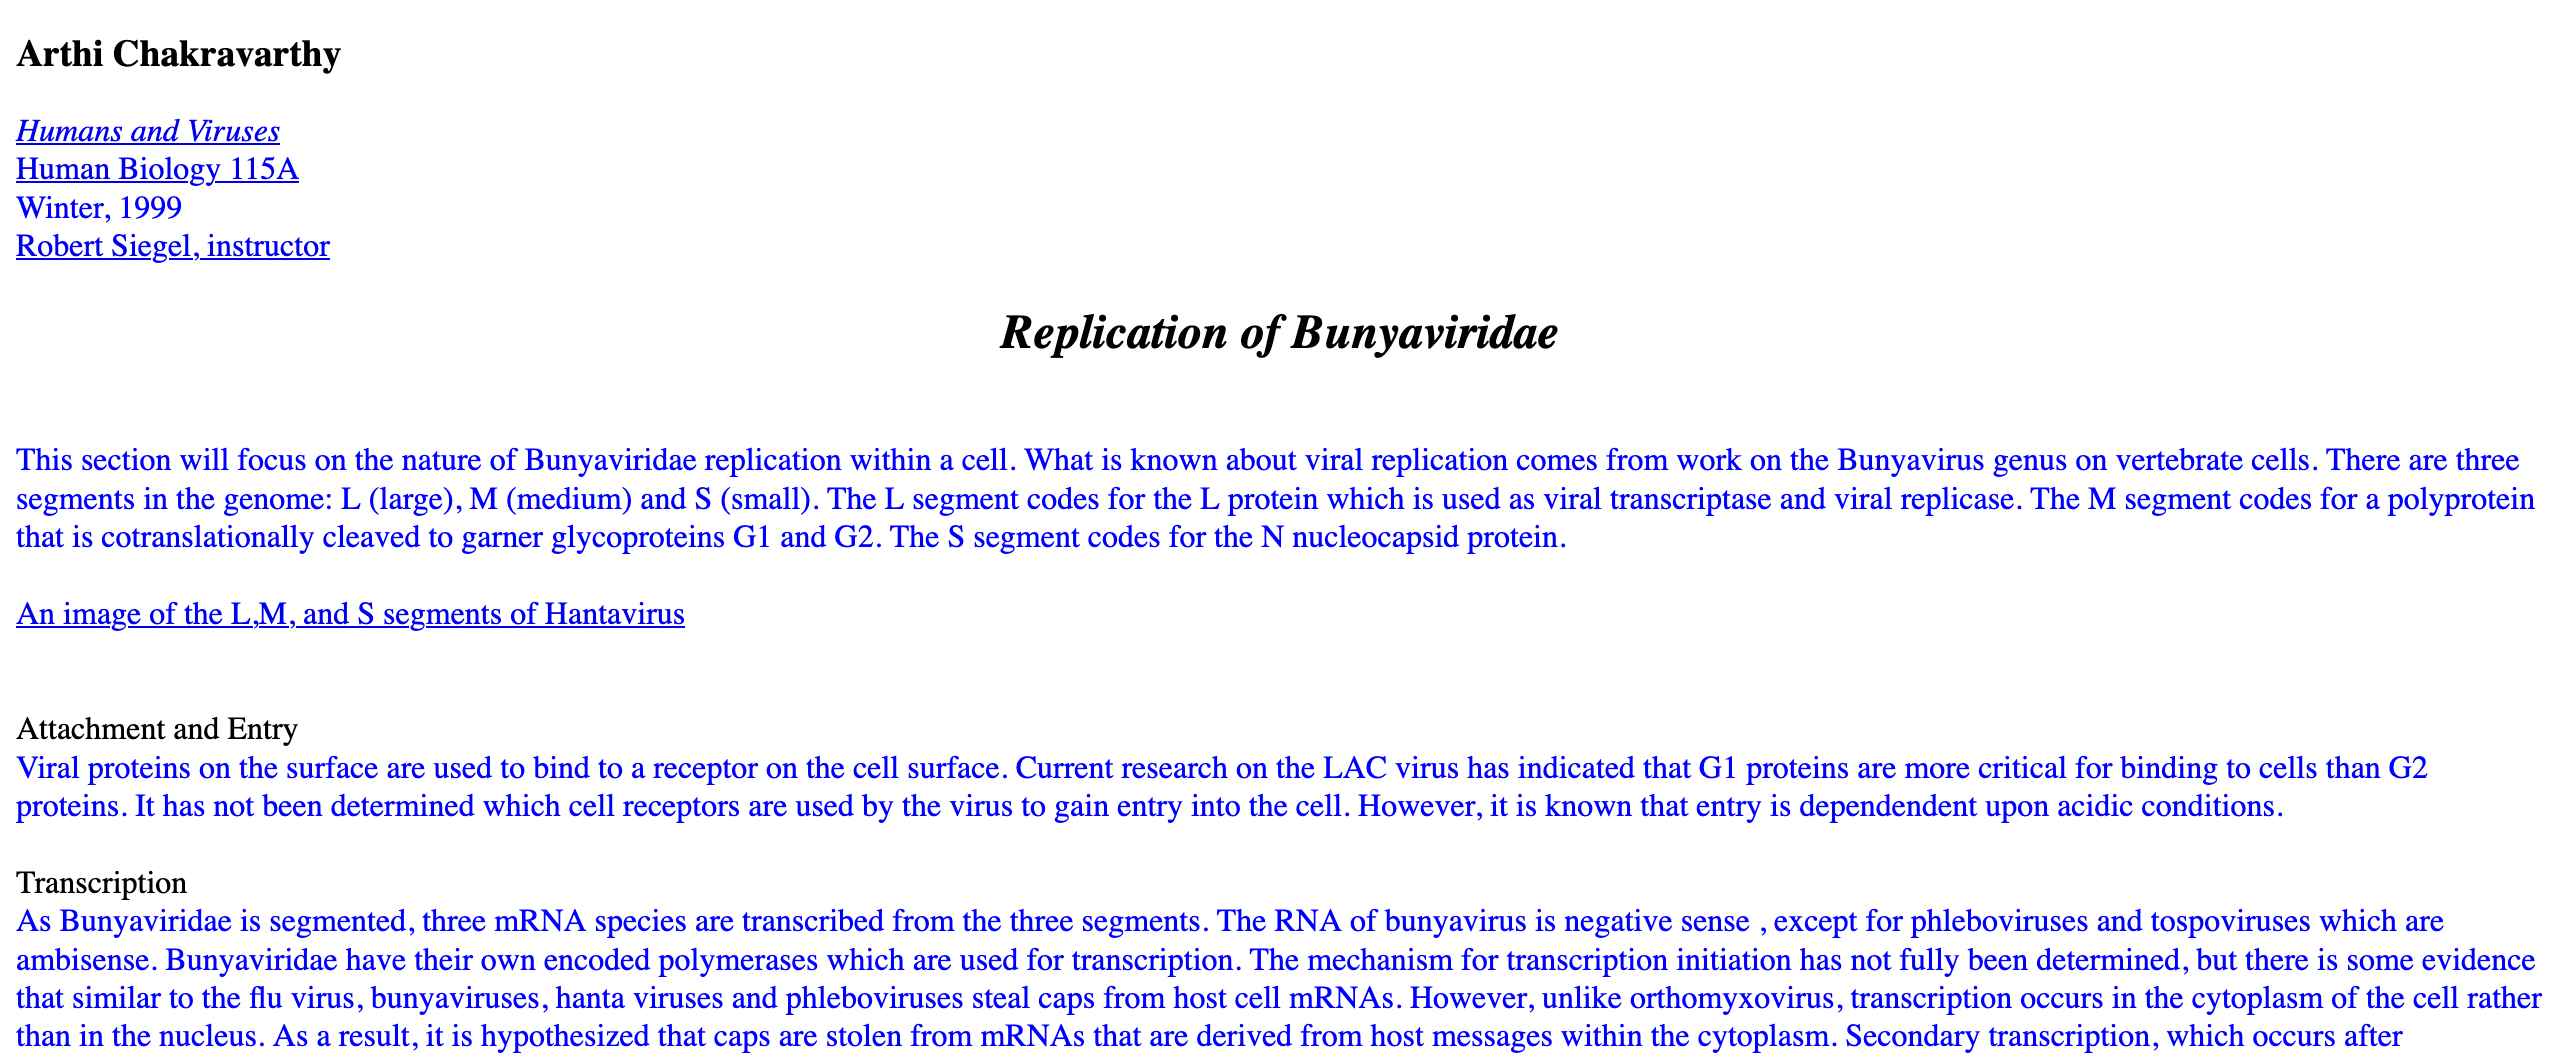 Arthi Chakravarthy
Humans and Viruses
Human Biology 115A
Winter, 1999
Robert Siegel, instructor
Replication of Bunyaviridae
This section will focus on the nature of Bunyaviridae replication within a cell. What is known about viral replication comes from work on the Bunyavirus genus on vertebrate cells. There are three
segments in the genome: L (large), M (medium) and S (small). The L segment codes for the L protein which is used as viral transcriptase and viral replicase. The M segment codes for a polyprotein
that is cotranslationally cleaved to garner glycoproteins G1 and G2. The S segment codes for the N nucleocapsid protein.
An image of the L,M, and S segments of Hantavirus
Attachment and Entry
Viral proteins on the surface are used to bind to a receptor on the cell surface. Current research on the LAC virus has indicated that G1 proteins are more critical for binding to cells than G2
proteins. It has not been determined which cell receptors are used by the virus to gain entry into the cell. However, it is known that entry is dependendent upon acidic conditions.
Transcription
As Bunyaviridae is segmented, three mRNA species are transcribed from the three segments. The RNA of bunyavirus is negative sense , except for phleboviruses and tospoviruses which are
ambisense. Bunyaviridae have their own encoded polymerases which are used for transcription. The mechanism for transcription initiation has not fully been determined, but there is some evidence
that similar to the flu virus, bunyaviruses, hanta viruses and phleboviruses steal caps from host cell mRNAs. However, unlike orthomyxovirus, transcription occurs in the cytoplasm of the cell rather
than in the nucleus. As a result, it is hypothesized that caps are stolen from mRNAs that are derived from host messages within the cytoplasm. Secondary transcription, which occurs after